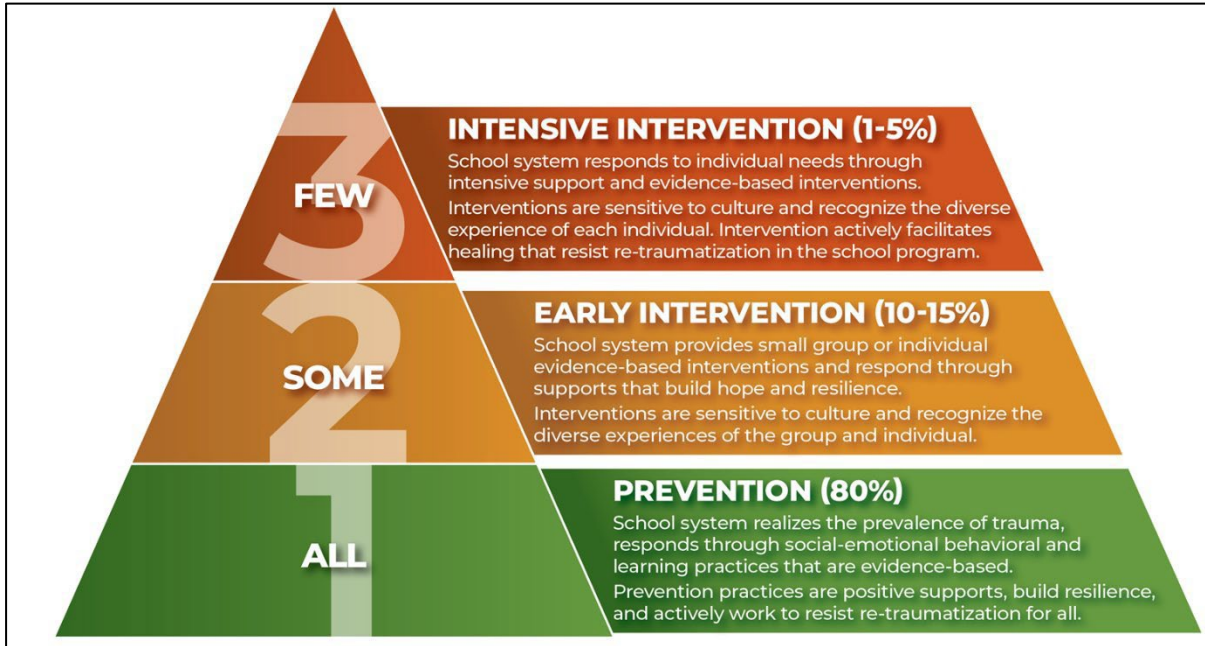 3
FEW
INTENSIVE INTERVENTION (1-5%)
School system responds to individual needs through
intensive support and evidence-based interventions.
Interventions are sensitive to culture and recognize the diverse
experience of each individual. Intervention actively facilitates
healing that resist re-traumatization in the school program.
2
SOME
EARLY INTERVENTION (10-15%)
School system provides small group or individual
evidence-based interventions and respond through
supports that build hope and resilience.
Interventions are sensitive to culture and recognize the
diverse experiences of the group and individual.
1
ALL
PREVENTION (80%)
School system realizes the prevalence of trauma,
responds through social-emotional behavioral and
learning practices that are evidence-based.
Prevention practices are positive supports, build resilience,
and actively work to resist re-traumatization for all.